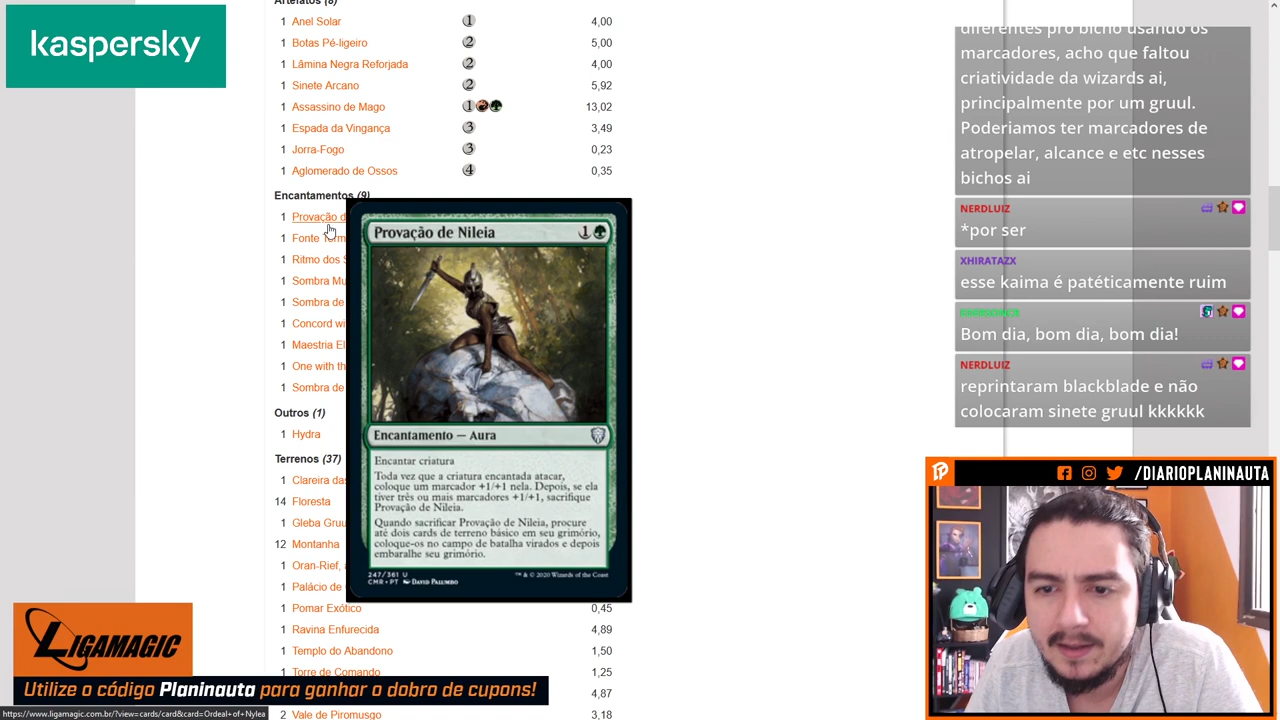 kaspersky
Artefatos (8)
1 Anel Solar 1 4,00
1 Botas Pé-ligeiro 2 5,00
1 Lâmina Negra Reforjada 2 4,00
1 Sinete Arcano 2 5,92
1 Assassino de Mago 1 13,02
1 Espada da Vingança 3 3,49
1 Jorra-Fogo 3 0,23
1 Aglomerado de Ossos 4 0,35
Encantamentos (9)
1 Provação d
1 Fonte
1 Ritmo dos
1 Sombra Mu
1 Sombra de
1 Concord wi
1 Maestria El
1 One with th
1 Sombra de
Outros (1)
1 Hydra
Terrenos (37)
1 Clareira das
14 Floresta
1 Gleba Gruu
12 Montanha
1 Oran-Rief,
1 Palácio de
1 Pomar Exótico 0,45
1 Ravina Enfurecida 4,89
1 Templo do Abandono 1,50
1 Torre de Comando 1,25
4,87
2 Vale de Piromusgo 3,18
Provação de Nileia 1
Encantamento — Aura
Encantar criatura
Toda vez que a criatura encantada atacar,
coloque um marcador +1/+1 nela. Depois, se ela
tiver três ou mais marcadores +1/+1, sacrifique
Provação de Nileia.
Quando sacrificar Provação de Nileia, procure
até dois cards de terreno básico em seu grimório,
coloque-os no campo de batalha virados e depois
embaralhe seu grimório.
247/361 U
CMR • PT David Palumbo
™ & © 2020 Wizards of the Coast
diferentes pro bicho usando os
marcadores, acho que faltou
criatividade da wizards ai,
principalmente por um gruul.
Poderiamos ter marcadores de
atropelar, alcance e etc nesses
bichos ai
NERDLUIZ
*por ser
XHIRATAZX
esse kaima é patéticamente ruim
Bom dia, bom dia, bom dia!
NERDLUIZ
reprintaram blackblade e não
colocaram sinete gruul kkkkkk
/DIARIOPLANINAUTA
LIGAMAGIC
Utilize o código Planinauta para ganhar o dobro de cupons!
https://www.ligamagic.com.br/?view=cards/card&card=Ordeal+of+Nylea